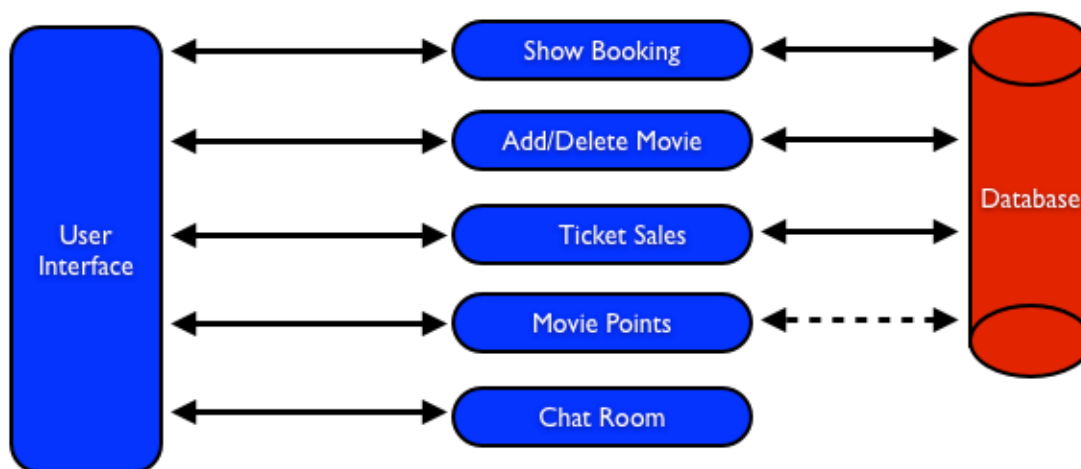 Show Booking
Add/Delete Movie
User
Interface
Ticket Sales
Movie Points
Chat Room
Database